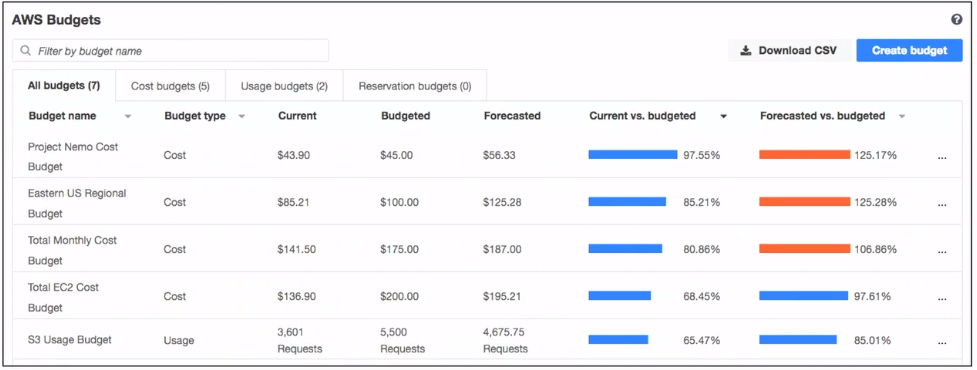 AWS Budgets
?
Filter by budget name
Download CSV
Create budget
All budgets (7)
Cost budgets (5)
Usage budgets (2)
Reservation budgets (0)
Budget name Budget type Current Budgeted Forecasted Current vs. budgeted Forecasted vs. budgeted
Project Nemo Cost
Budget
Cost $43.90 $45.00 $56.33 97.55% 125.17% ...
Eastern US Regional
Budget
Cost $85.21 $100.00 $125.28 85.21% 125.28% ...
Total Monthly Cost
Budget
Cost $141.50 $175.00 $187.00 80.86% 106.86% ...
Total EC2 Cost
Budget
Cost $136.90 $200.00 $195.21 68.45% 97.61% ...
S3 Usage Budget Usage
3,601
Requests
5,500
Requests
4,675.75
Requests
65.47% 85.01% ...